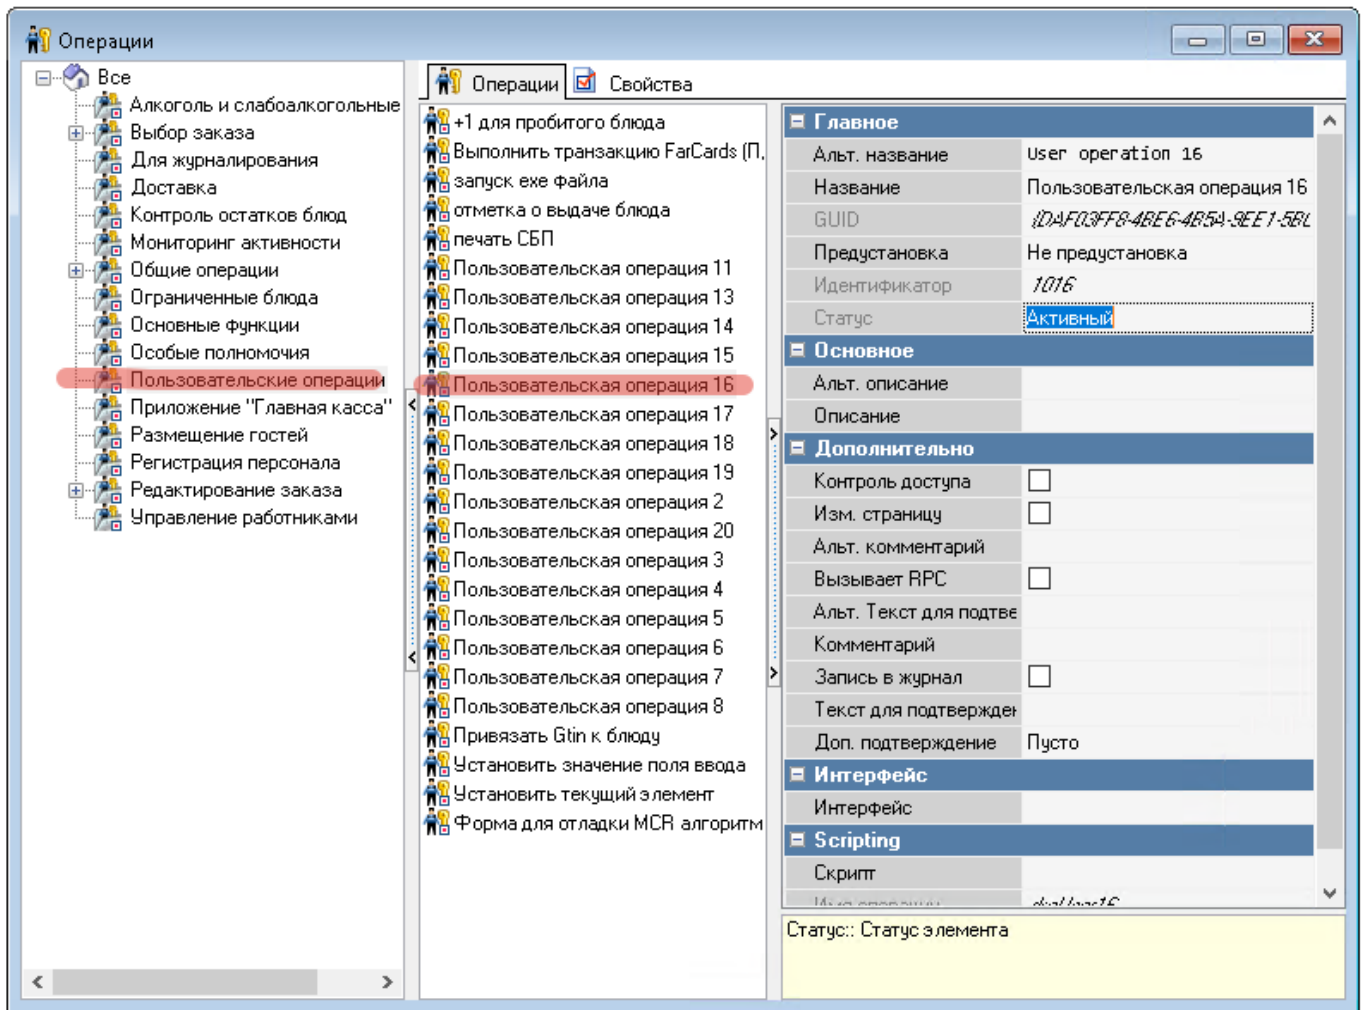 Операции
Все
Алкоголь и слабоалкогольные
Выбор заказа
Для журналирования
Доставка
Контроль остатков блюд
Мониторинг активности
Общие операции
Ограниченные блюда
Основные функции
Особые полномочия
Пользовательские операции
Приложение "Главная касса"
Размещение гостей
Регистрация персонала
Редактирование заказа
Управление работниками
Операции Свойства
+1 для пробитого блюда
Выполнить транзакцию FarCards (П,
запуск exe файла
отметка о выдаче блюда
печать СБП
Пользовательская операция 11
Пользовательская операция 13
Пользовательская операция 14
Пользовательская операция 15
Пользовательская операция 16
Пользовательская операция 17
Пользовательская операция 18
Пользовательская операция 19
Пользовательская операция 2
Пользовательская операция 20
Пользовательская операция 3
Пользовательская операция 4
Пользовательская операция 5
Пользовательская операция 6
Пользовательская операция 7
Пользовательская операция 8
Привязать Gtin к блюду
Установить значение поля ввода
Установить текущий элемент
Форма для отладки MCR алгоритм
Главное
Альт. название User operation 16
Название Пользовательская операция 16
GUID
Предустановка Не предустановка
Идентификатор 1016
Статус Активный
Основное
Альт. описание
Описание
Дополнительно
Контроль доступа
Изм. страницу
Альт. комментарий
Вызывает RPC
Альт. Текст для подтве
Комментарий
Запись в журнал
Текст для подтвержден
Доп. подтверждение Пусто
Интерфейс
Интерфейс
Scripting
Скрипт
Статус:: Статус элемента